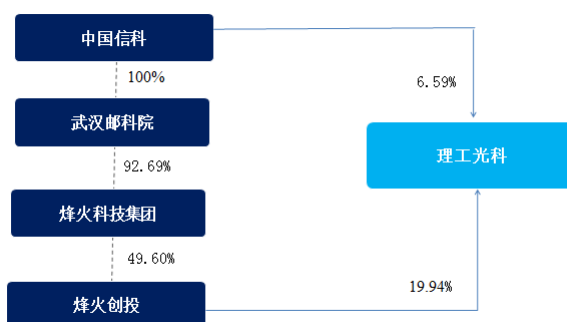 中国信科
100%
6.59%
武汉邮科院
理工光科
92.69%
烽火科技集团
49.60%
19.94%
烽火创投